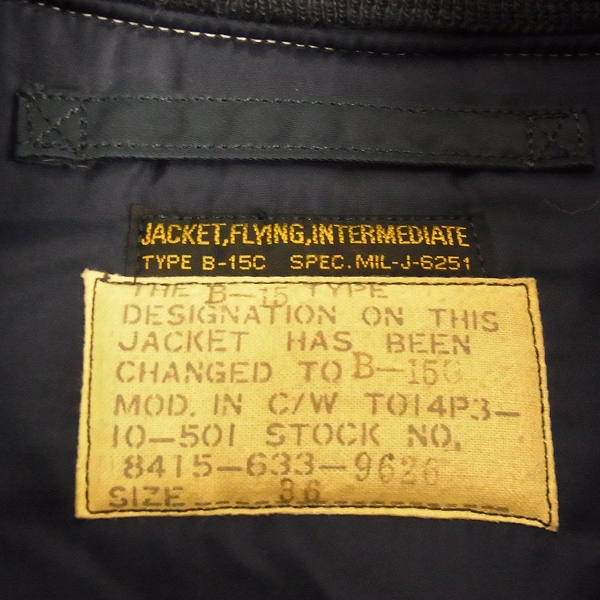 JACKET,FLYING,INTERMEDIATE
TYPE B-15C SPEC.MIL-J-6251
THE B-15 TYPE
DESIGNATION ON THIS
JACKET HAS BEEN
CHANGED TO B-15C
MOD. IN C/W TO14P3-
10-501 STOCK NO.
8415-633-9626
SIZE 36